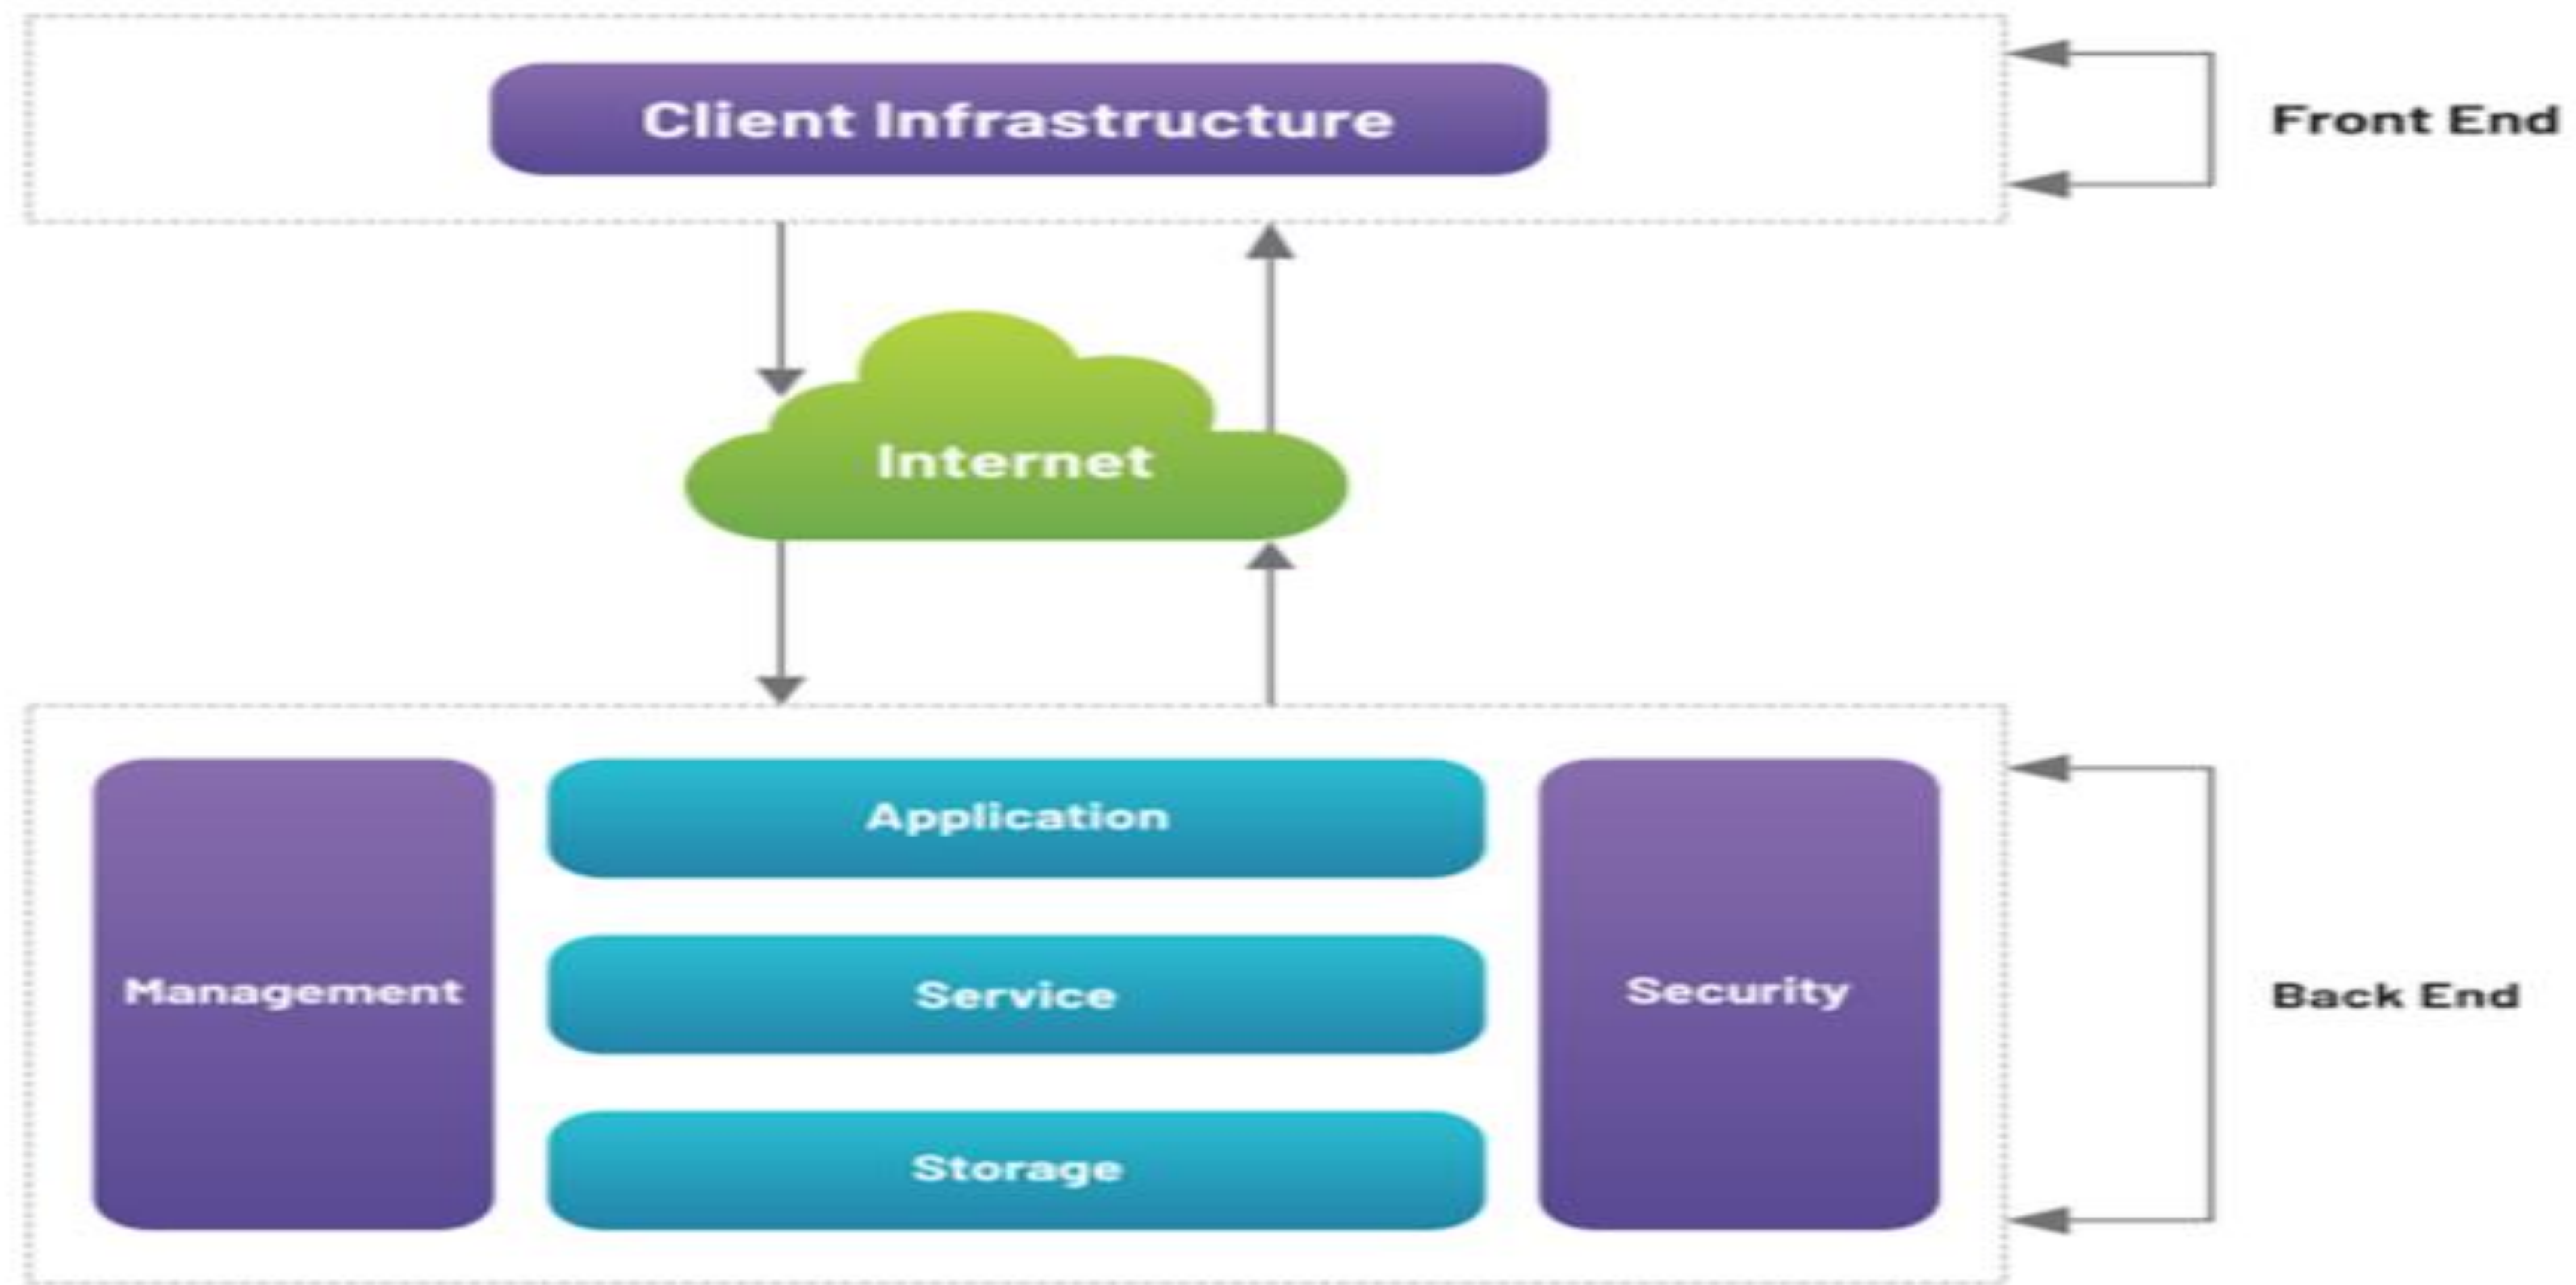 Client Infrastructure
Front End
Internet
Application
Management
Service
Security
Back End
Storage